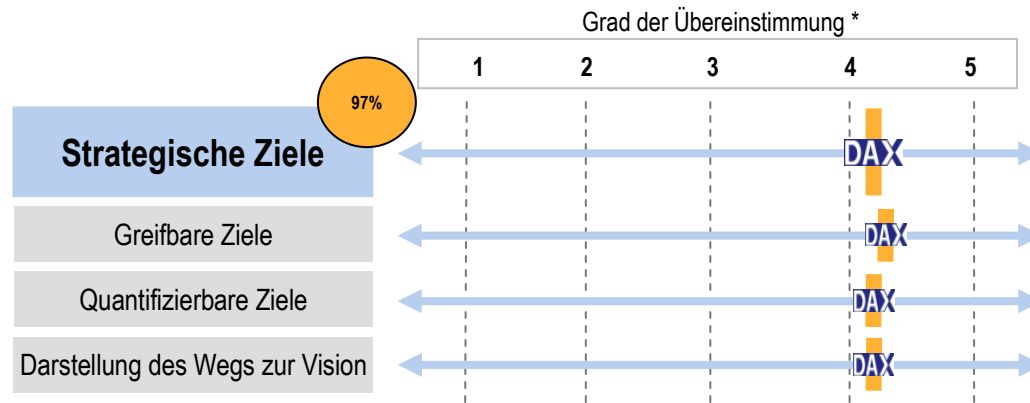 Grad der Übereinstimmung *
1 2 3 4 5
97%
Strategische Ziele
DAX
Greifbare Ziele
DAX
Quantifizierbare Ziele
DAX
Darstellung des Wegs zur Vision
DAX